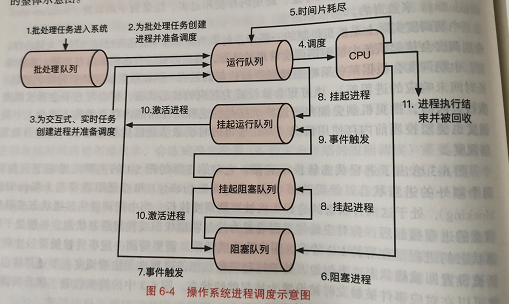 的整体示意图。
1.批处理任务进入系统
2.为批处理任务创建
进程并准备调度
5.时间片耗尽
批处理队列
运行队列
4.调度
CPU
3.为交互式、实时任务
创建进程并准备调度
10.激活进程
挂起运行队列
8. 挂起进程
11. 进程执行结
束并被回收
9. 事件触发
挂起阻塞队列
10.激活进程
8. 挂起进程
阻塞队列
7.事件触发
6.阻塞进程
图 6-4 操作系统进程调度示意图